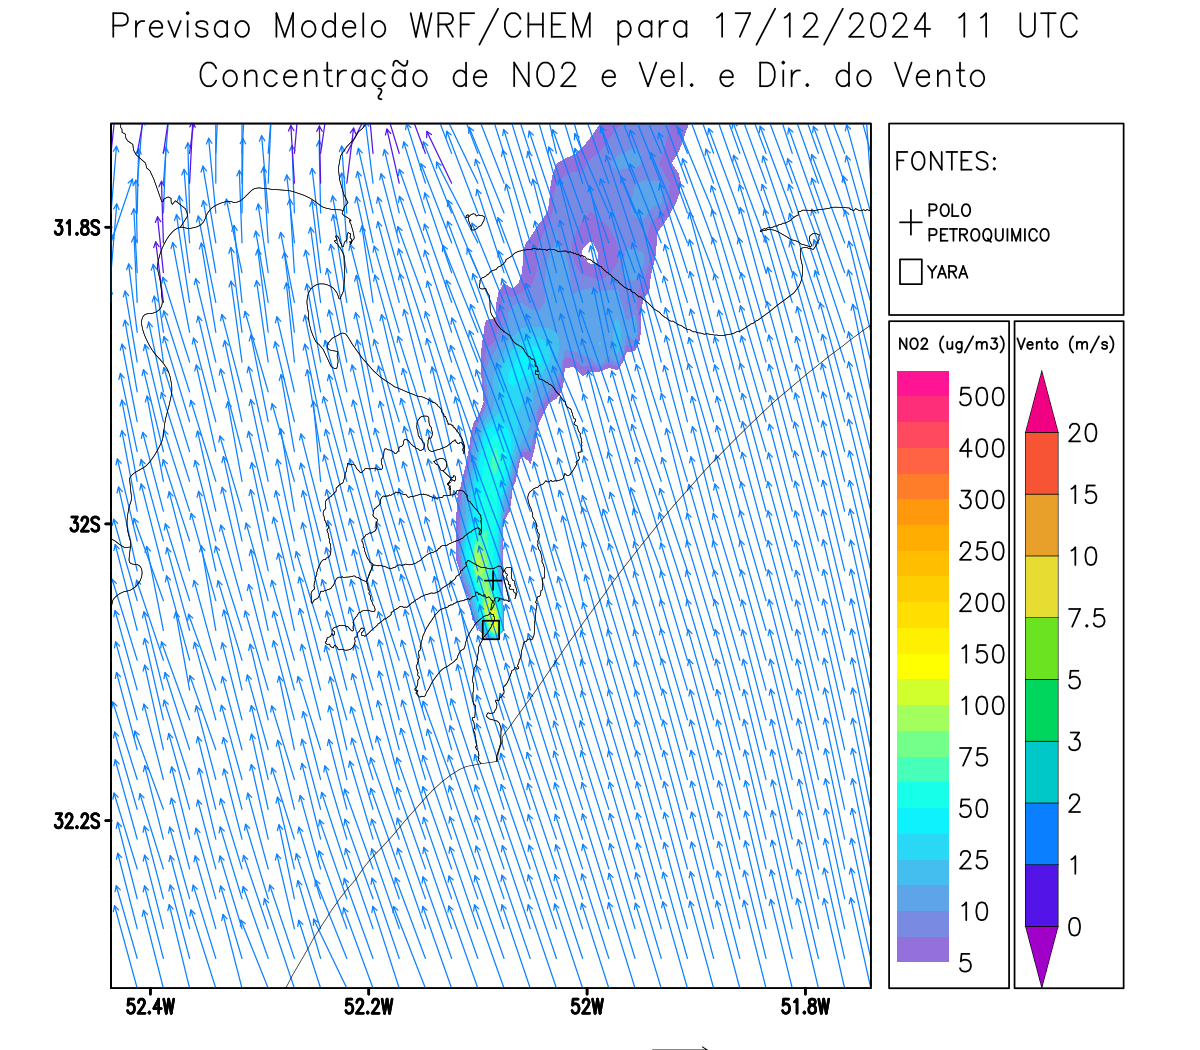 Previsao Modelo WRF/CHEM para 17/12/2024 11 UTC
Concentração de NO2 e Vel. e Dir. do Vento
FONTES:
POLO
PETROQUIMICO
YARA
NO2 (ug/m3)
500
400
300
250
200
150
100
75
50
25
10
5
Vento (m/s)
20
15
10
7.5
5
3
2
1
0
31.8S
32S
32.2S
52.4W
52.2W
52W
51.8W